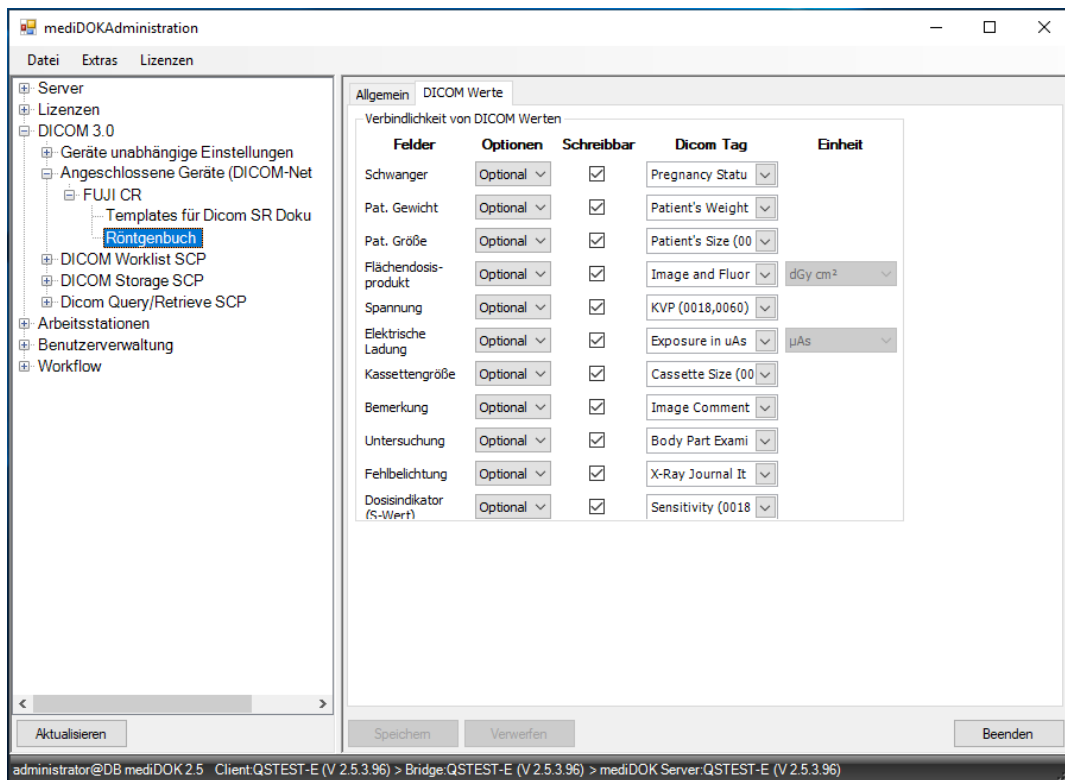 mediDOKAdministration
Datei Extras Lizenzen
Server
Lizenzen
DICOM 3.0
Geräte unabhängige Einstellungen
Angeschlossene Geräte (DICOM-Net
FUJI CR
Templates für Dicom SR Doku
Röntgenbuch
DICOM Worklist SCP
DICOM Storage SCP
Dicom Query/Retrieve SCP
Arbeitsstationen
Benutzerverwaltung
Workflow
Aktualisieren
Allgemein DICOM Werte
Verbindlichkeit von DICOM Werten
Felder Optionen Schreibbar Dicom Tag Einheit
Schwanger Optional Pregnancy Statu
Pat. Gewicht Optional Patient's Weight
Pat. Größe Optional Patient's Size (00
Flächendosis-
produkt Optional Image and Fluor dGy cm²
Spannung Optional KVP (0018,0060)
Elektrische
Ladung Optional Exposure in uAs µAs
Kassettengröße Optional Cassette Size (00
Bemerkung Optional Image Comment
Untersuchung Optional Body Part Exami
Fehlbelichtung Optional X-Ray Journal It
Dosisindikator
(S-Wert) Optional Sensitivity (0018
Speichern Verwerfen Beenden
administrator@DB mediDOK 2.5 Client:QSTEST-E (V 2.5.3.96) > Bridge:QSTEST-E (V 2.5.3.96) > mediDOK Server:QSTEST-E (V 2.5.3.96)